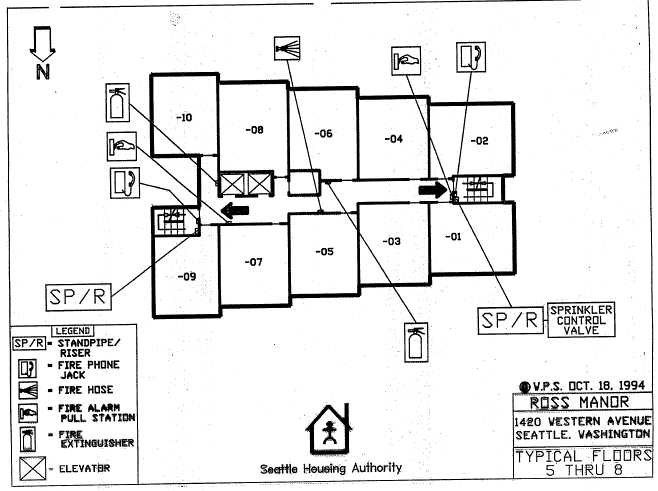 N
-10
-08
-06
-04
-02
-09
-07
-05
-03
-01
SP/R
SP/R
SPRINKLER
CONTROL
VALVE
LEGEND
SP/R = STANDPIPE/
RISER
= FIRE PHONE
JACK
= FIRE HOSE
= FIRE ALARM
PULL STATION
= FIRE
EXTINGUISHER
- ELEVATOR
Seattle Housing Authority
V.P.S. OCT. 18, 1994
ROSS MANOR
1420 WESTERN AVENUE
SEATTLE, WASHINGTON
TYPICAL FLOORS
5 THRU 8